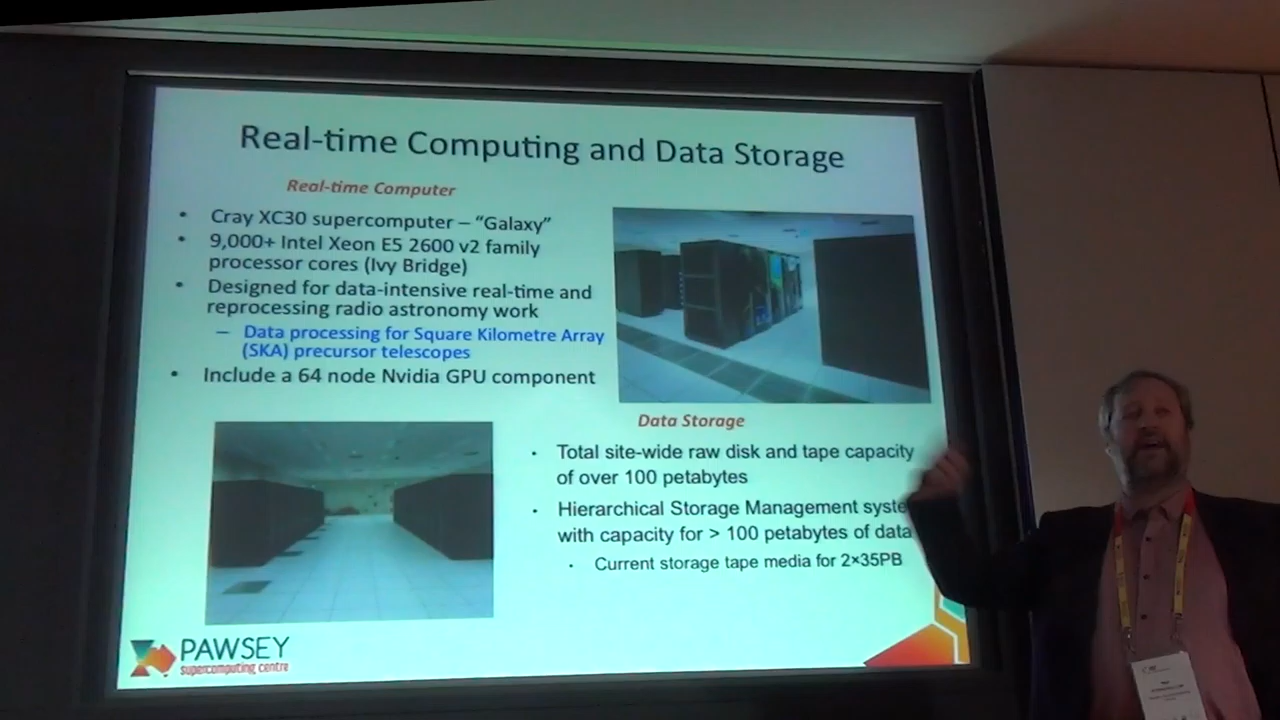 Real-time Computing and Data Storage
Real-time Computer
• Cray XC30 supercomputer – “Galaxy”
• 9,000+ Intel Xeon E5 2600 v2 family
processor cores (Ivy Bridge)
• Designed for data-intensive real-time and
reprocessing radio astronomy work
– Data processing for Square Kilometre Array
(SKA) precursor telescopes
• Include a 64 node Nvidia GPU component
Data Storage
• Total site-wide raw disk and tape capacity
of over 100 petabytes
• Hierarchical Storage Management syste
with capacity for > 100 petabytes of data
• Current storage tape media for 2×35PB
PAWSEY
supercomputing centre